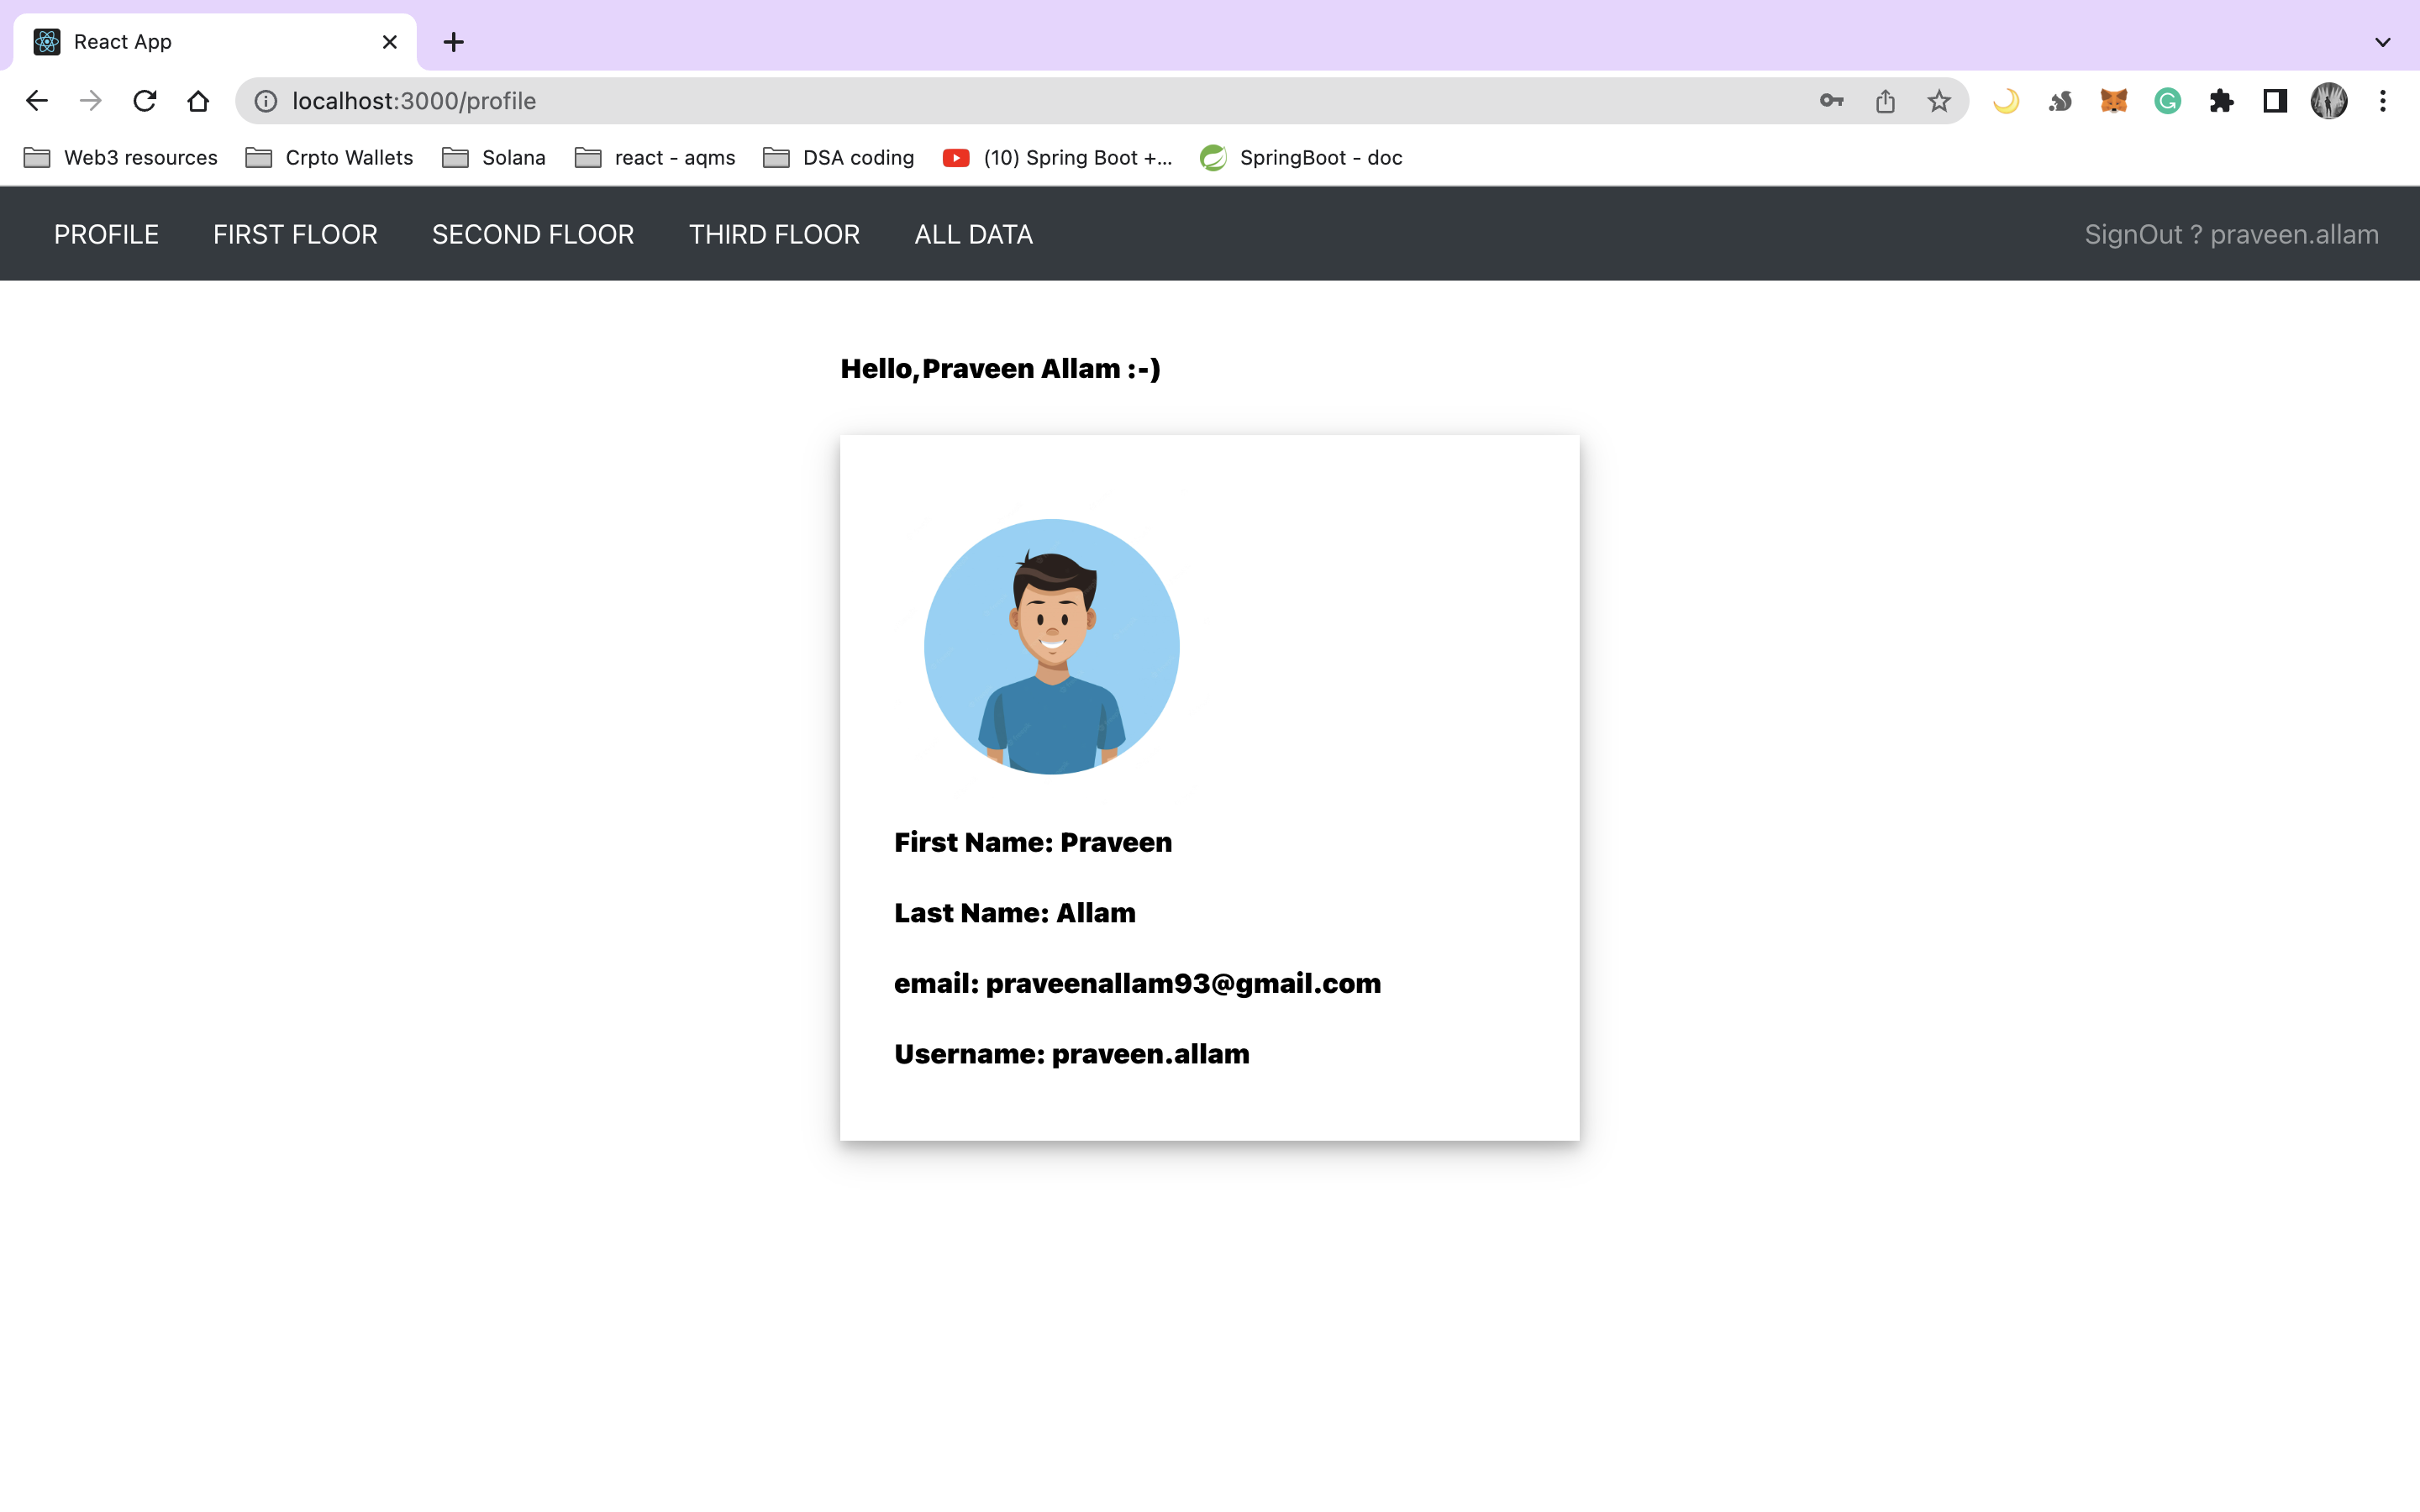 React App
localhost:3000/profile
Web3 resources Crpto Wallets Solana react - aqms DSA coding (10) Spring Boot +... SpringBoot - doc
PROFILE FIRST FLOOR SECOND FLOOR THIRD FLOOR ALL DATA SignOut ? praveen.allam
Hello,Praveen Allam :-)
First Name: Praveen
Last Name: Allam
email: praveenallam93@gmail.com
Username: praveen.allam